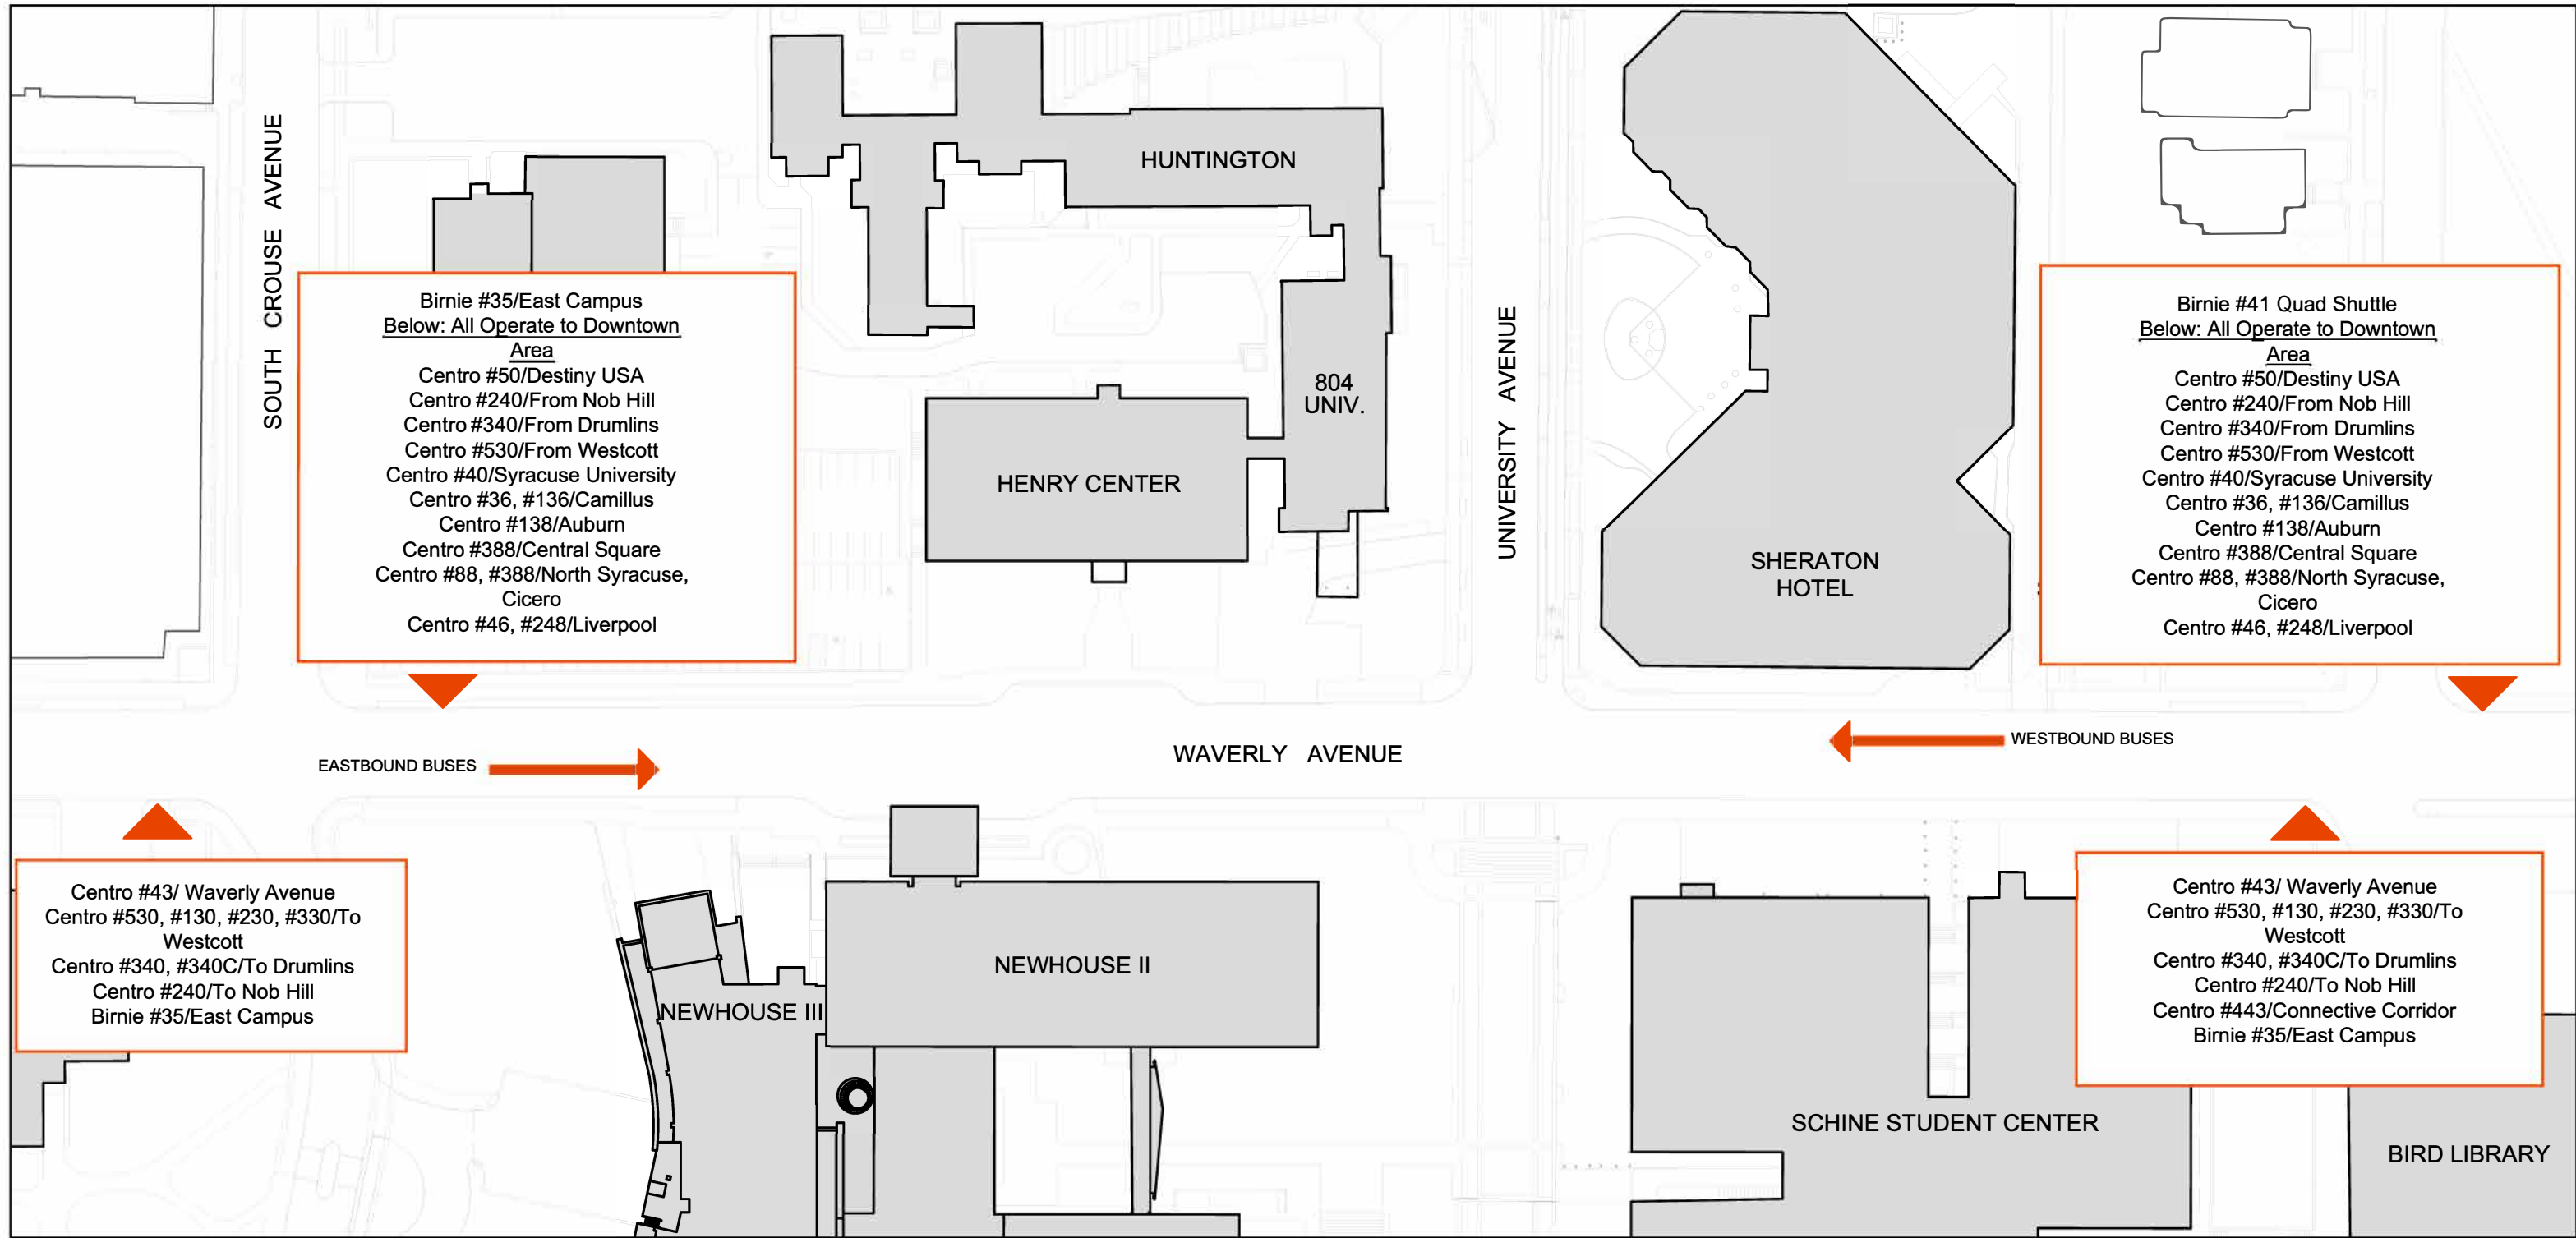 SOUTH CROUSE AVENUE
HUNTINGTON
804
UNIV.
HENRY CENTER
UNIVERSITY AVENUE
SHERATON
HOTEL
Birnie #35/East Campus
Below: All Operate to Downtown
Area
Centro #50/Destiny USA
Centro #240/From Nob Hill
Centro #340/From Drumlins
Centro #530/From Westcott
Centro #40/Syracuse University
Centro #36, #136/Camillus
Centro #138/Auburn
Centro #388/Central Square
Centro #88, #388/North Syracuse,
Cicero
Centro #46, #248/Liverpool
Birnie #41 Quad Shuttle
Below: All Operate to Downtown
Area
Centro #50/Destiny USA
Centro #240/From Nob Hill
Centro #340/From Drumlins
Centro #530/From Westcott
Centro #40/Syracuse University
Centro #36, #136/Camillus
Centro #138/Auburn
Centro #388/Central Square
Centro #88, #388/North Syracuse,
Cicero
Centro #46, #248/Liverpool
EASTBOUND BUSES
WAVERLY AVENUE
WESTBOUND BUSES
Centro #43/ Waverly Avenue
Centro #530, #130, #230, #330/To
Westcott
Centro #340, #340C/To Drumlins
Centro #240/To Nob Hill
Birnie #35/East Campus
NEWHOUSE III
NEWHOUSE II
Centro #43/ Waverly Avenue
Centro #530, #130, #230, #330/To
Westcott
Centro #340, #340C/To Drumlins
Centro #240/To Nob Hill
Centro #443/Connective Corridor
Birnie #35/East Campus
SCHINE STUDENT CENTER
BIRD LIBRARY